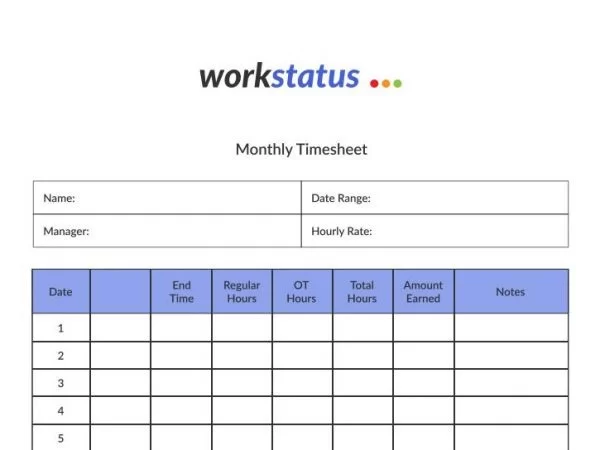 workstatus
Monthly Timesheet
Name: Date Range:
Manager: Hourly Rate:
Date End Time Regular Hours OT Hours Total Hours Amount Earned Notes
1
2
3
4
5